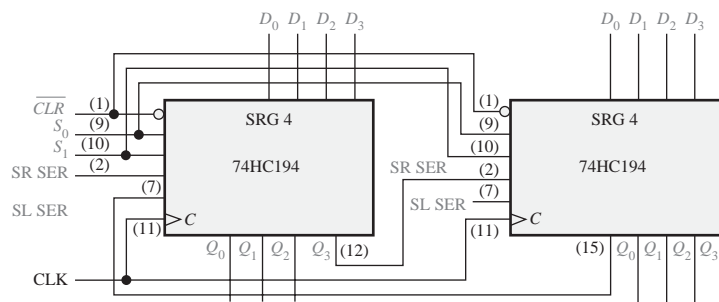 D0 D1 D2 D3 D0 D1 D2 D3
CLR (1) (1)
SRG 4 SRG 4
S0 (9) (9)
S1 (10) (10)
SR SER (2) 74HC194 SR SER (2) 74HC194
(7) (7)
SL SER SL SER
(11) C (11) C
Q0 Q1 Q2 Q3 (12) (15) Q0 Q1 Q2 Q3
CLK